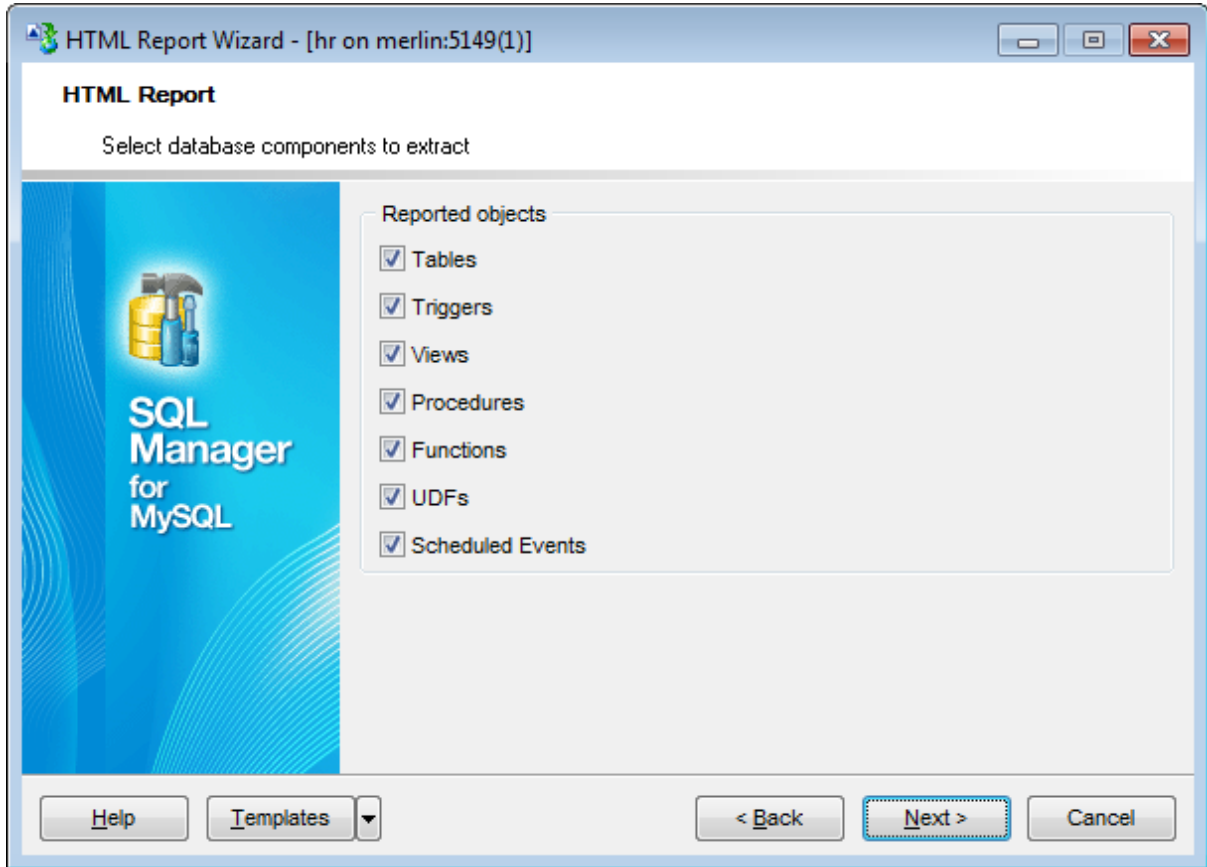 HTML Report Wizard - [hr on merlin:5149(1)]
HTML Report
Select database components to extract
Reported objects
Tables
Triggers
Views
Procedures
Functions
UDFs
Scheduled Events
SQL
Manager
for
MySQL
Help
Templates
< Back
Next >
Cancel